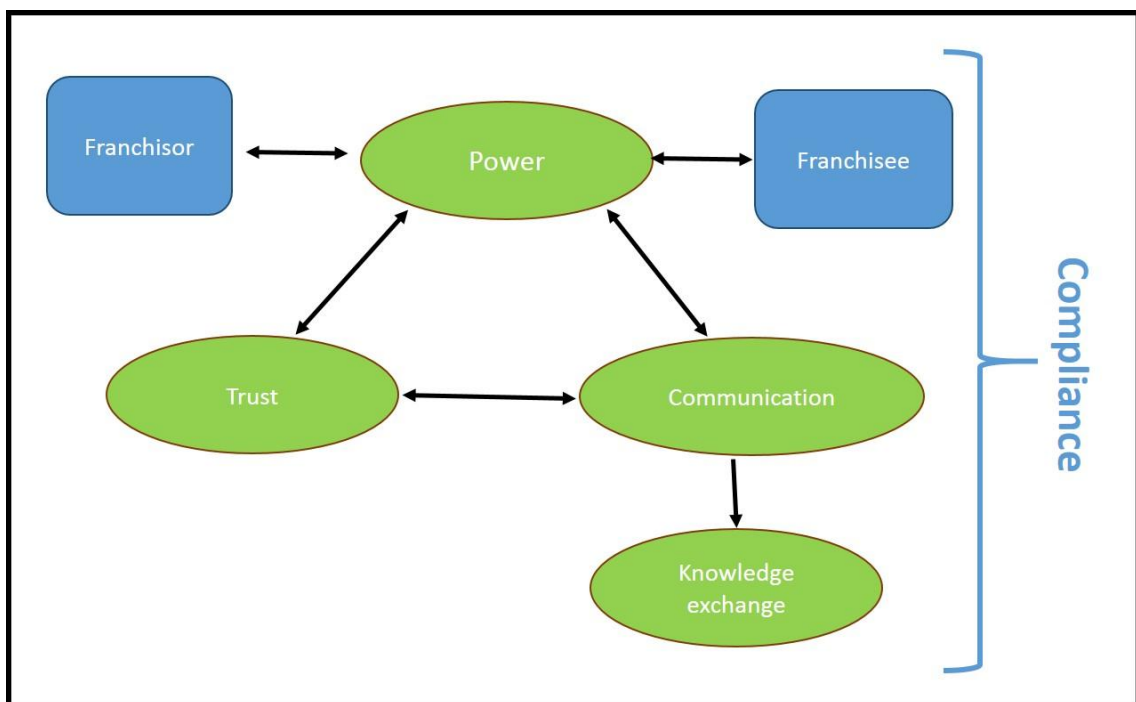 Franchisor
Power
Franchisee
Trust
Communication
Knowledge
exchange
Compliance